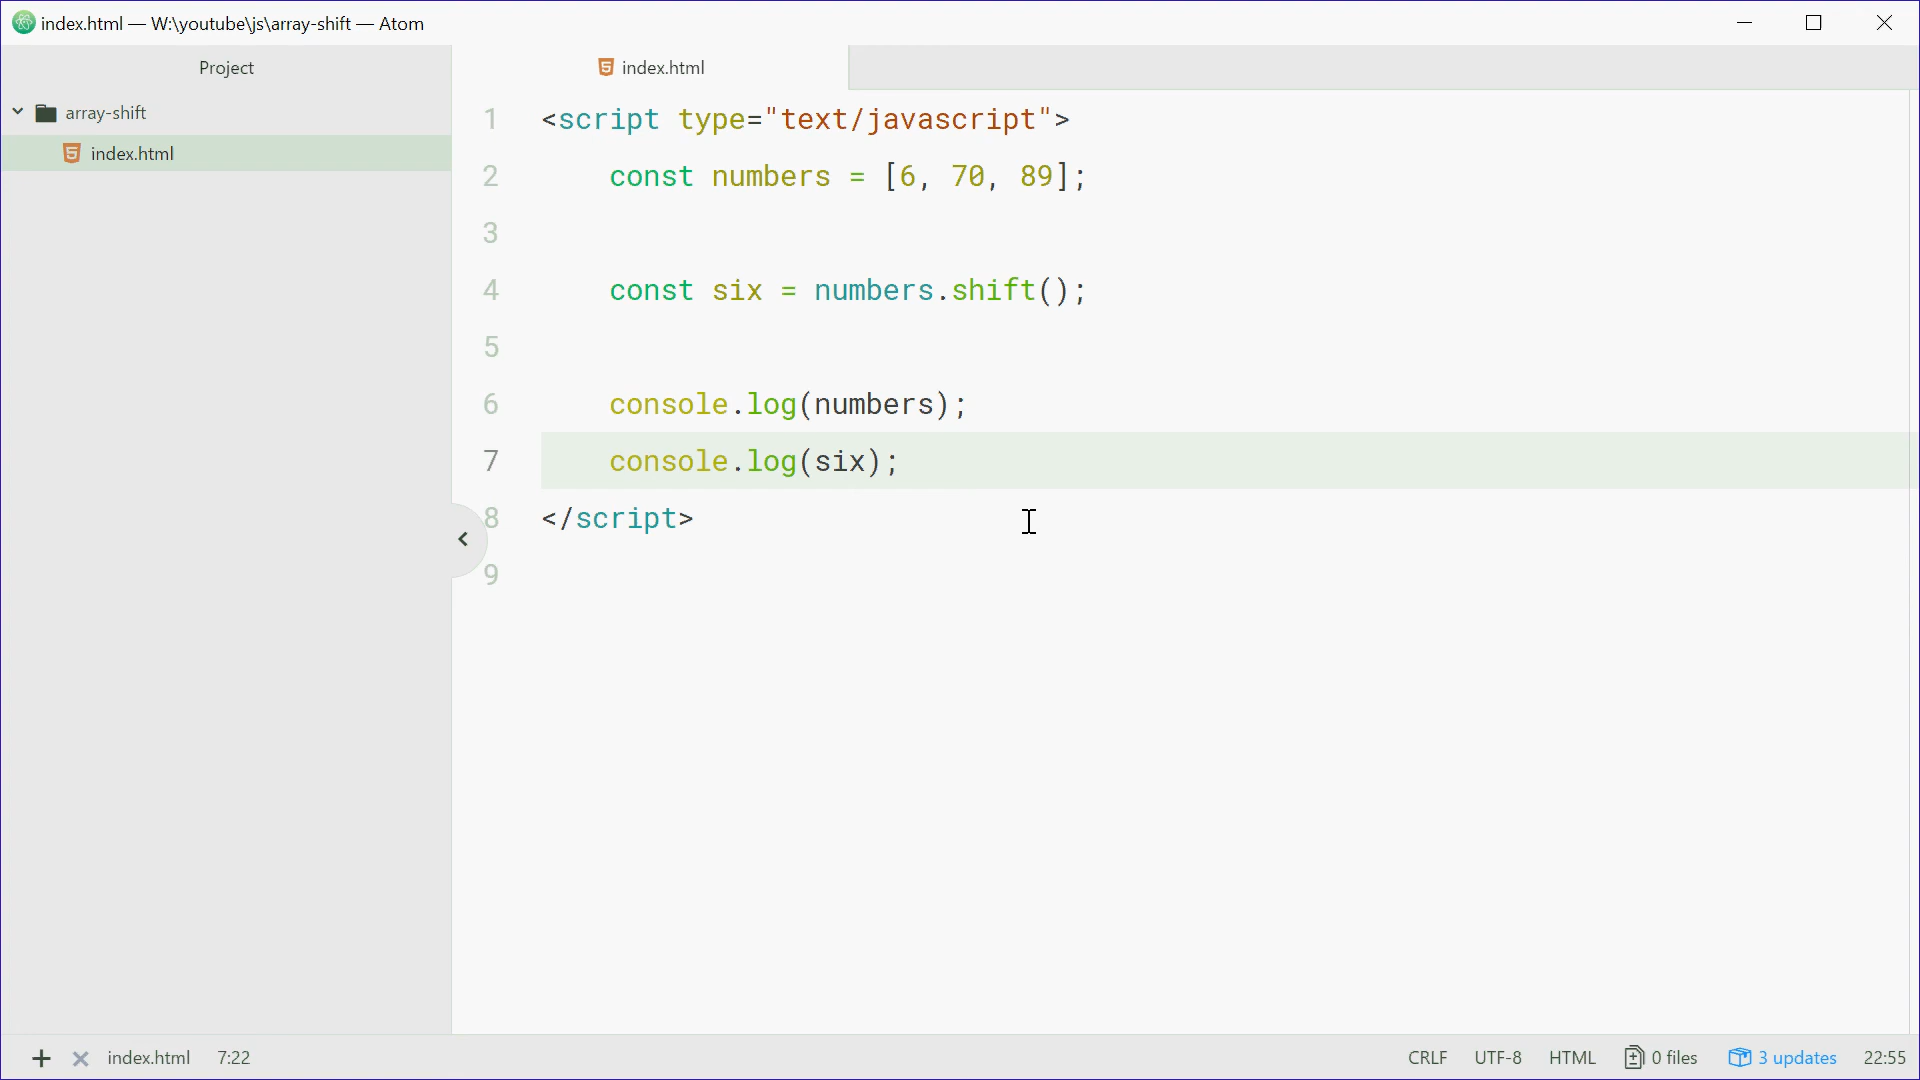 index.html — W:\youtube\js\array-shift — Atom
Project
index.html
array-shift
index.html
1 <script type="text/javascript">
2 const numbers = [6, 70, 89];
3
4 const six = numbers.shift();
5
6 console.log(numbers);
7 console.log(six);
8 </script>
9
index.html 7:22 CRLF UTF-8 HTML 0 files 3 updates 22:55